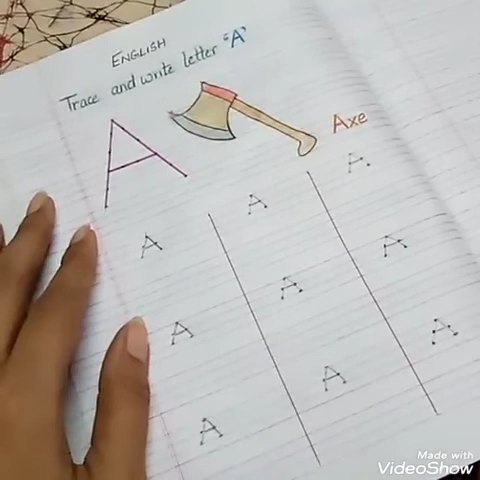 ENGLISH
Trace and write letter "A"
A
Axe
A A A
A A A
A A A
Made with
VideoShow